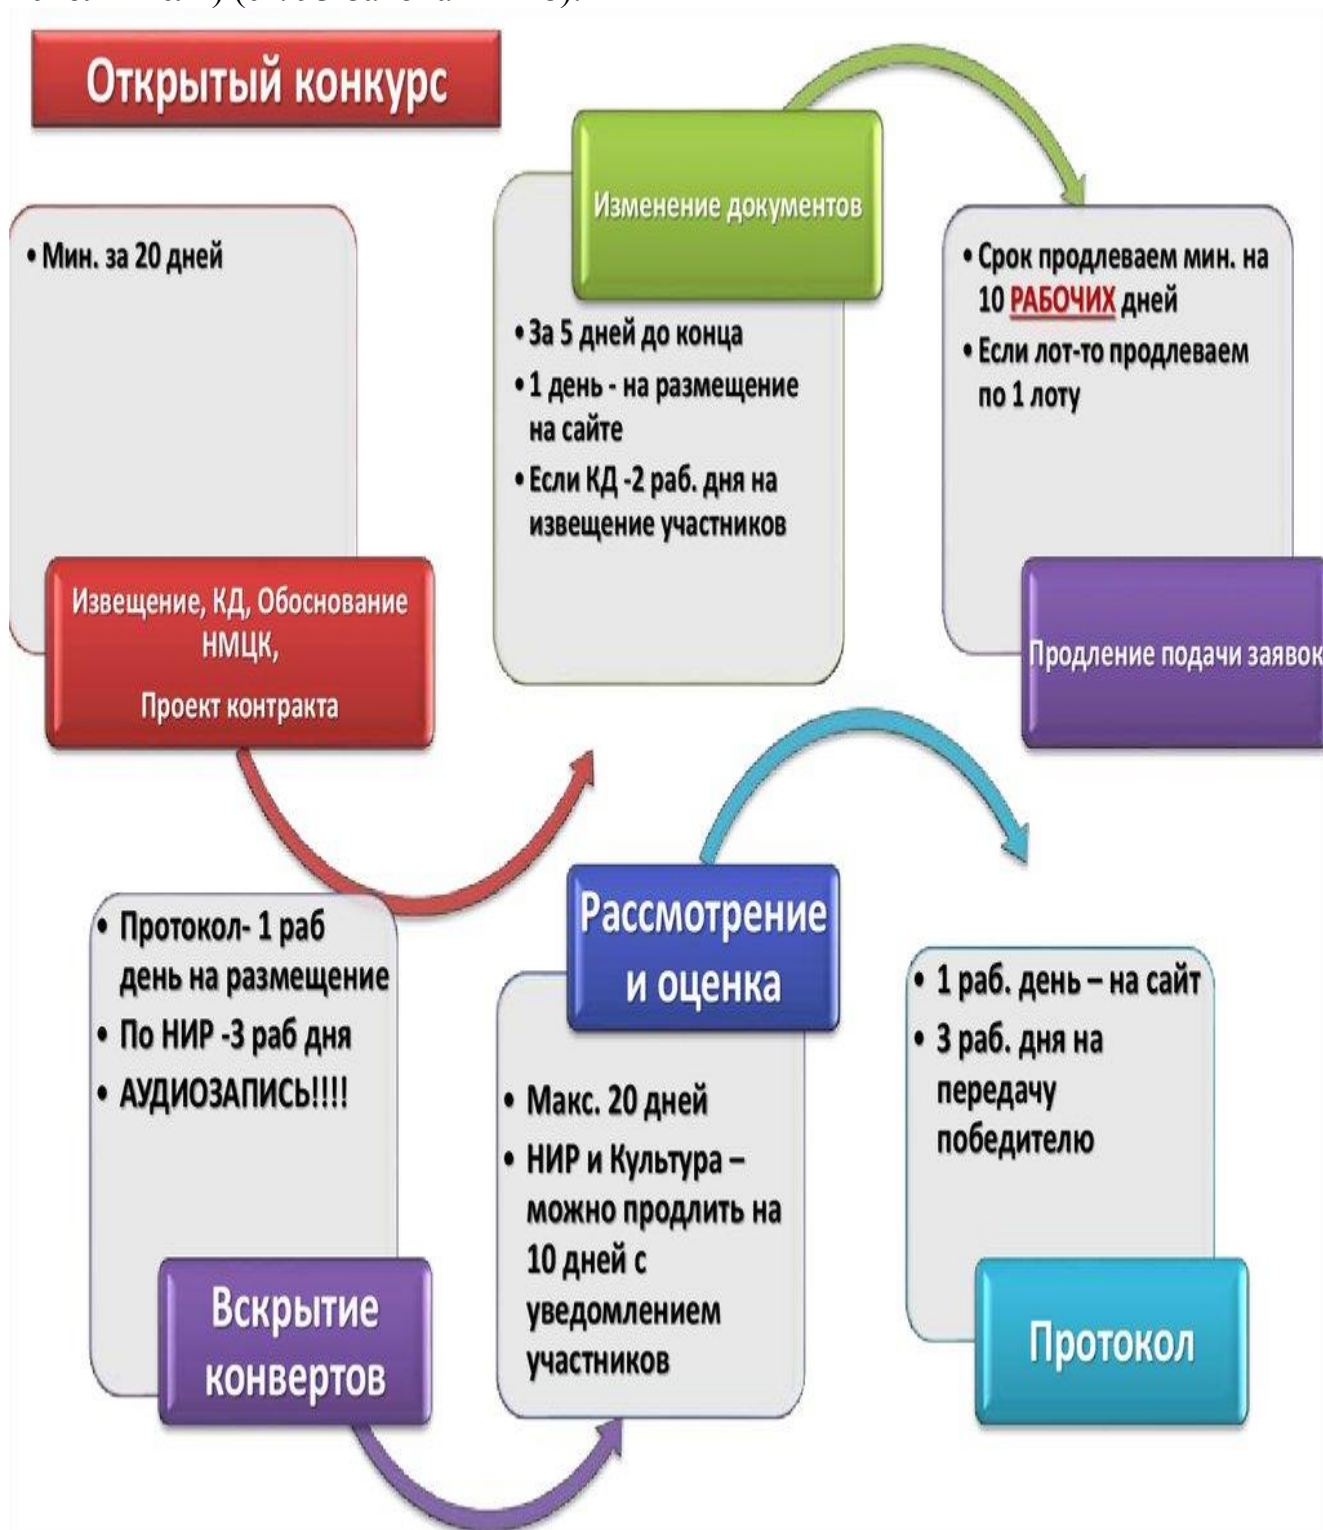 Открытый конкурс
• Мин. за 20 дней
Извещение, КД, Обоснование
НМЦК,
Проект контракта
Изменение документов
• За 5 дней до конца
• 1 день - на размещение
на сайте
• Если КД -2 раб. дня на
извещение участников
• Срок продлеваем мин. на
10 РАБОЧИХ дней
• Если лот-то продлеваем
по 1 лоту
Продление подачи заявок
• Протокол- 1 раб
день на размещение
• По НИР -3 раб дня
• АУДИОЗАПИСЬ!!!!
Вскрытие
конвертов
Рассмотрение
и оценка
• Макс. 20 дней
• НИР и Культура –
можно продлить на
10 дней с
уведомлением
участников
• 1 раб. день – на сайт
• 3 раб. дня на
передачу
победителю
Протокол